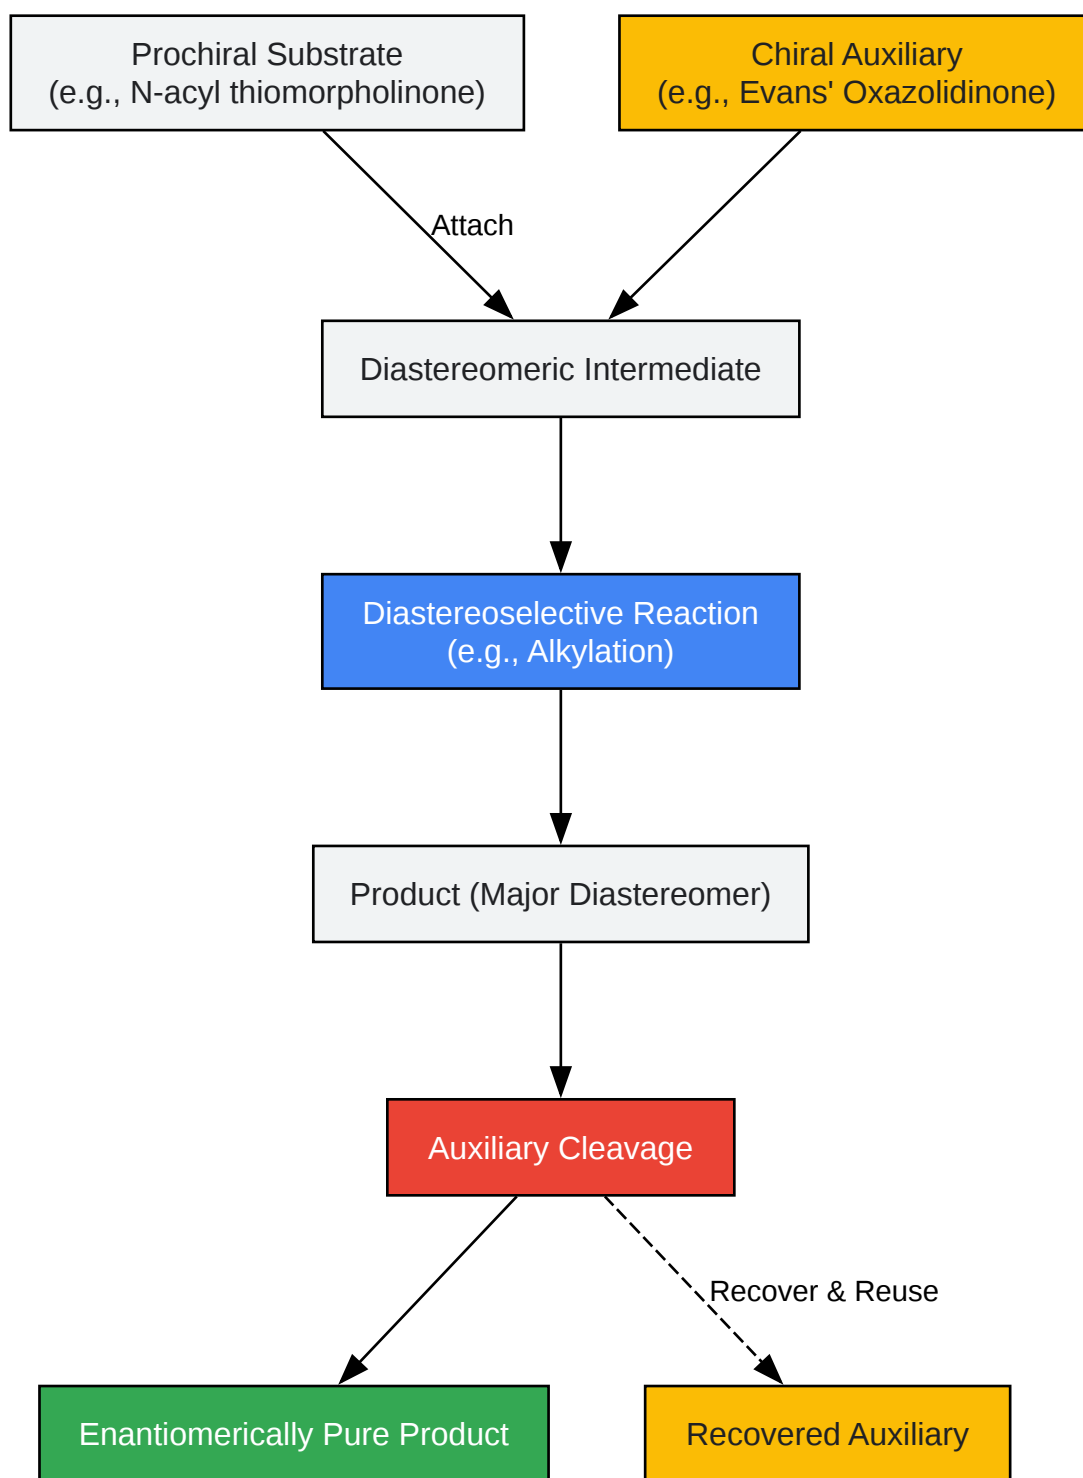 Prochiral Substrate
(e.g., N-acyl thiomorpholinone)
Chiral Auxiliary
(e.g., Evans' Oxazolidinone)
Attach
Diastereomeric Intermediate
Diastereoselective Reaction
(e.g., Alkylation)
Product (Major Diastereomer)
Auxiliary Cleavage
Recover & Reuse
Enantiomerically Pure Product
Recovered Auxiliary